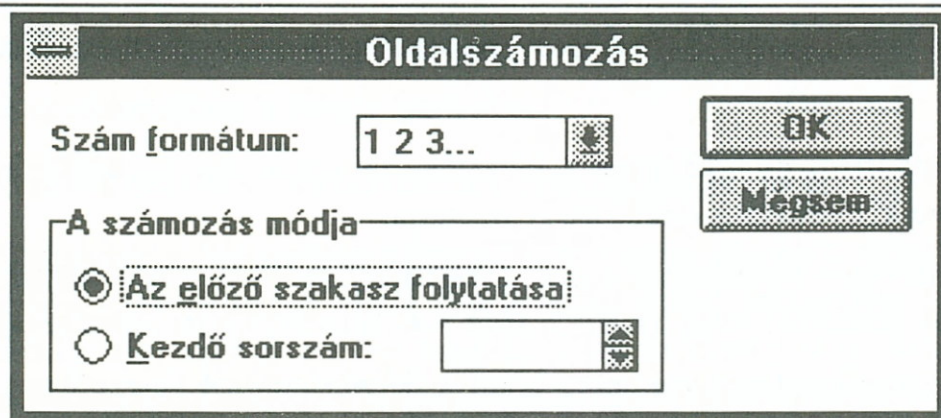 Oldalszámozás
Szám formátum: 1 2 3... OK
Mégsem
A számozás módja
Az előző szakasz folytatása
Kezdő sorszám: